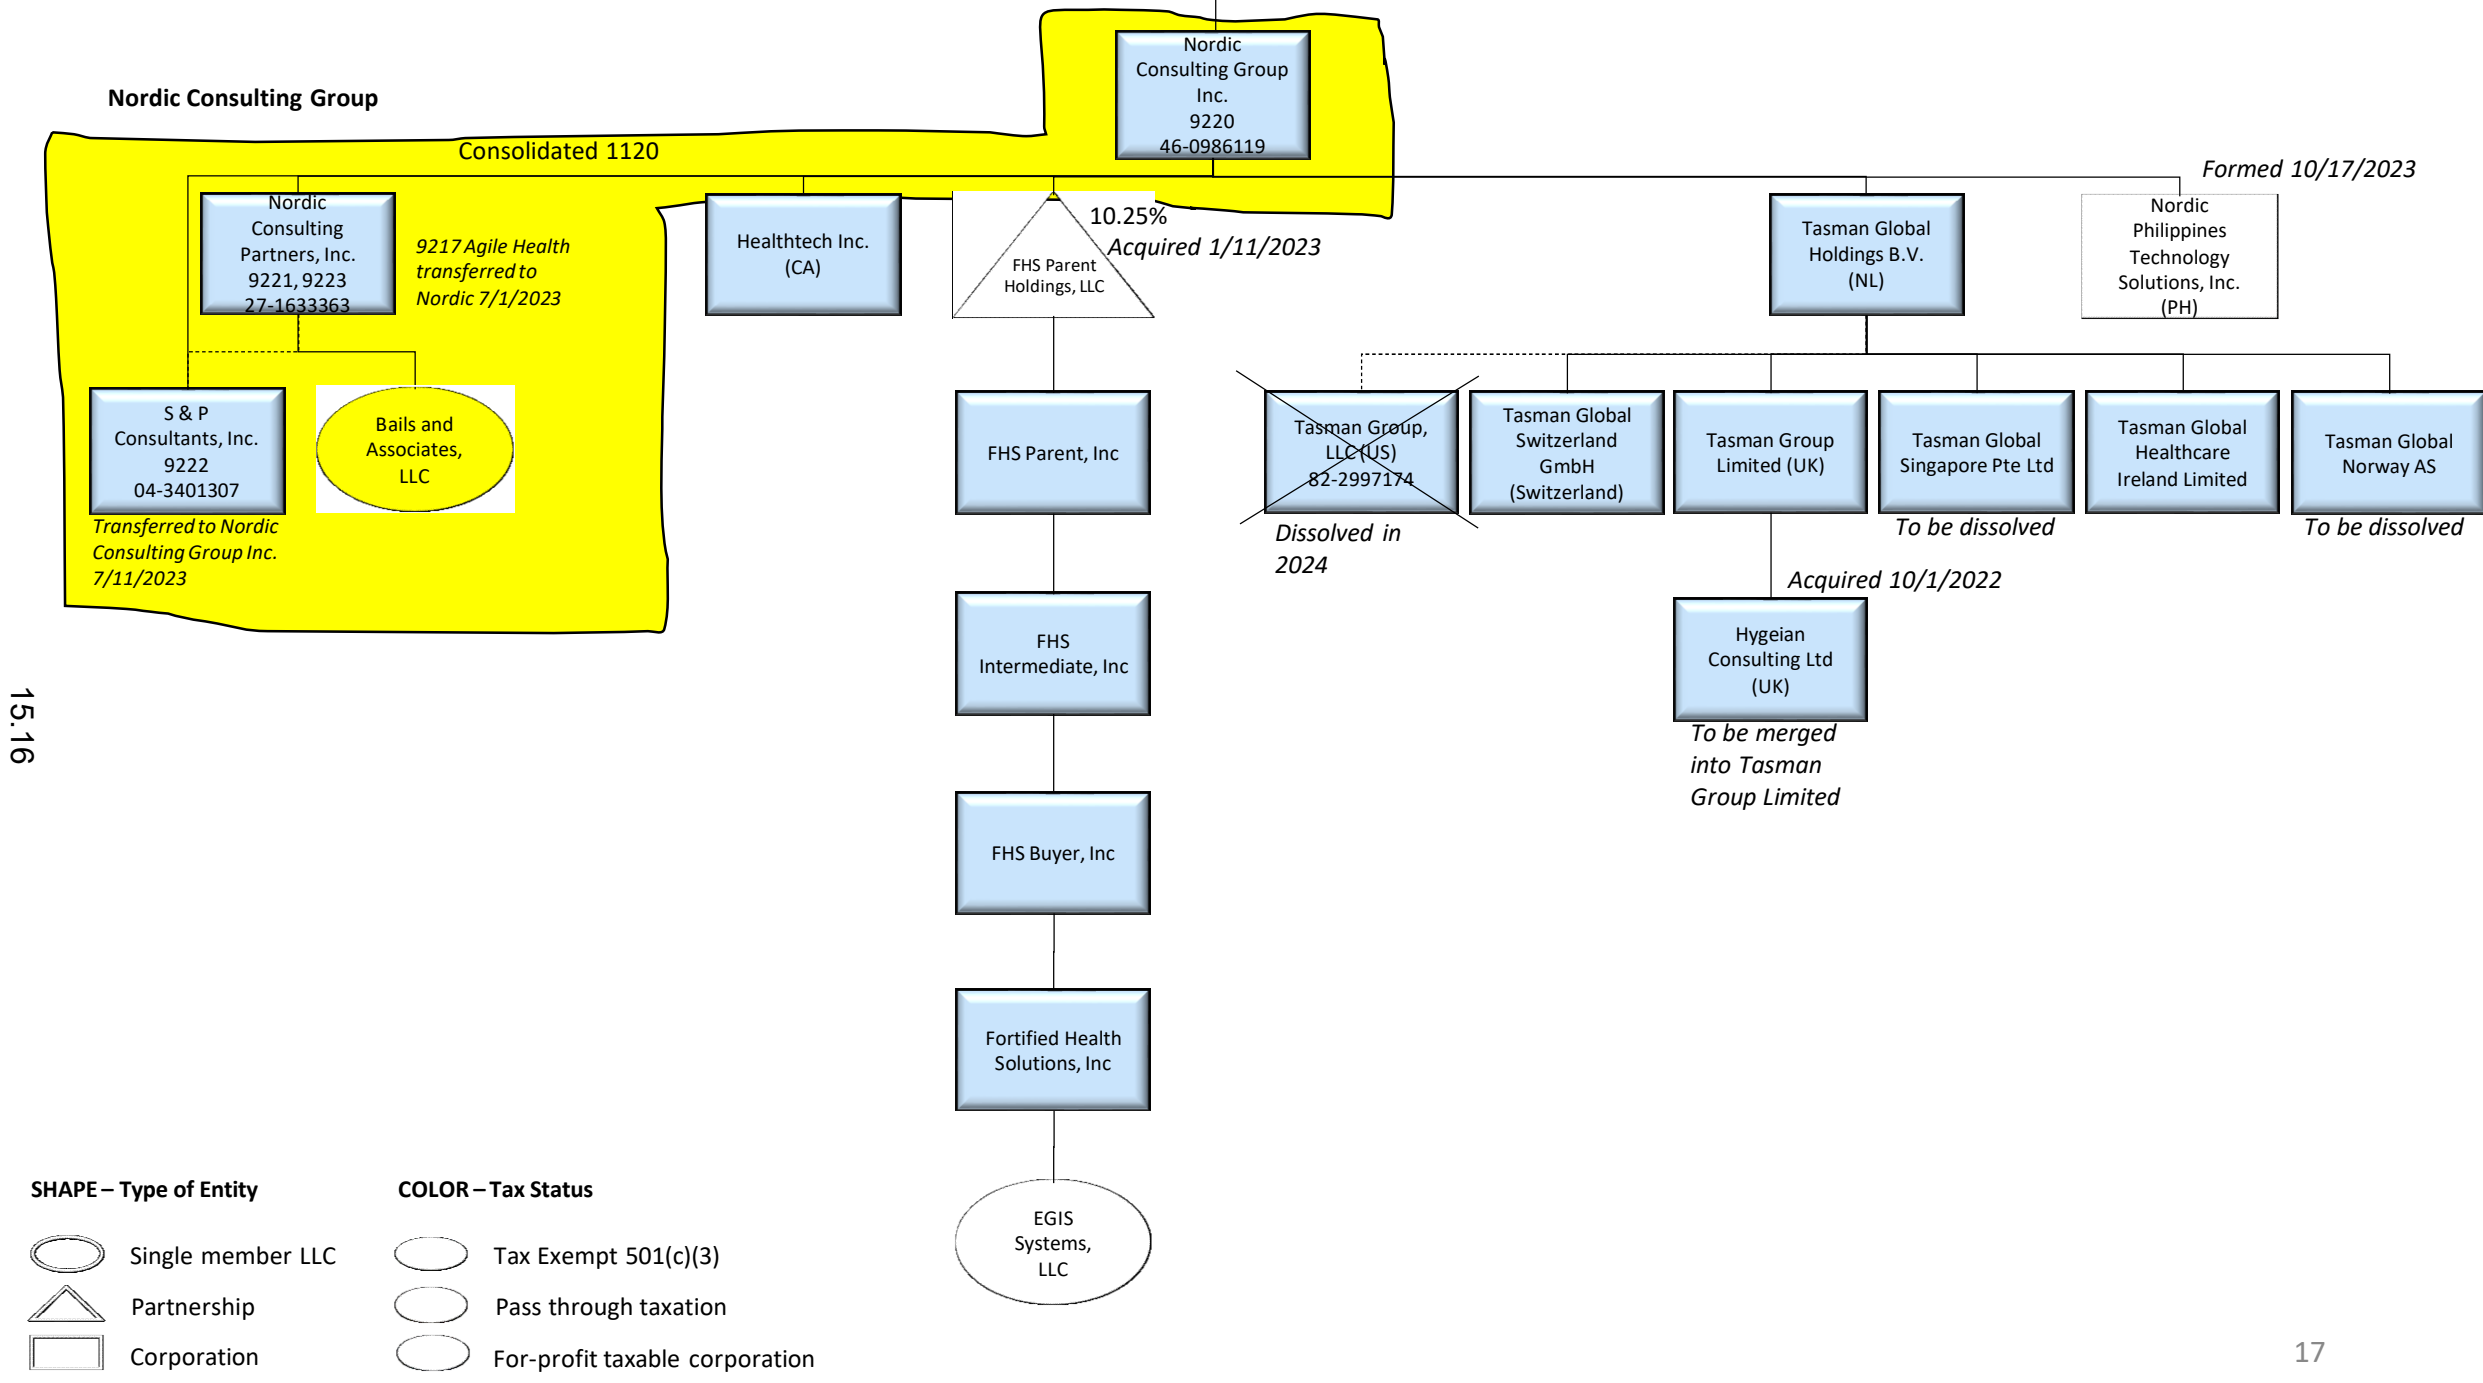 Nordic
Consulting Group
Inc.
9220
46-0986119
Nordic Consulting Group
Consolidated 1120
Formed 10/17/2023
Nordic
Consulting
Partners, Inc.
9221, 9223
27-1633363
9217 Agile Health
transferred to
Nordic 7/1/2023
Healthtech Inc.
(CA)
10.25%
Acquired 1/11/2023
FHS Parent
Holdings, LLC
Tasman Global
Holdings B.V.
(NL)
Nordic
Philippines
Technology
Solutions, Inc.
(PH)
S & P
Consultants, Inc.
9222
04-3401307
Transferred to Nordic
Consulting Group Inc.
7/11/2023
Bails and
Associates,
LLC
FHS Parent, Inc
Tasman Group,
LLC (US)
82-2997174
Dissolved in
2024
Tasman Global
Switzerland
GmbH
(Switzerland)
Tasman Group
Limited (UK)
Tasman Global
Singapore Pte Ltd
To be dissolved
Tasman Global
Healthcare
Ireland Limited
Tasman Global
Norway AS
To be dissolved
Acquired 10/1/2022
FHS
Intermediate, Inc
Hygeian
Consulting Ltd
(UK)
To be merged
into Tasman
Group Limited
15.16
FHS Buyer, Inc
Fortified Health
Solutions, Inc
EGIS
Systems,
LLC
SHAPE – Type of Entity
Single member LLC
Partnership
Corporation
COLOR – Tax Status
Tax Exempt 501(c)(3)
Pass through taxation
For-profit taxable corporation
17